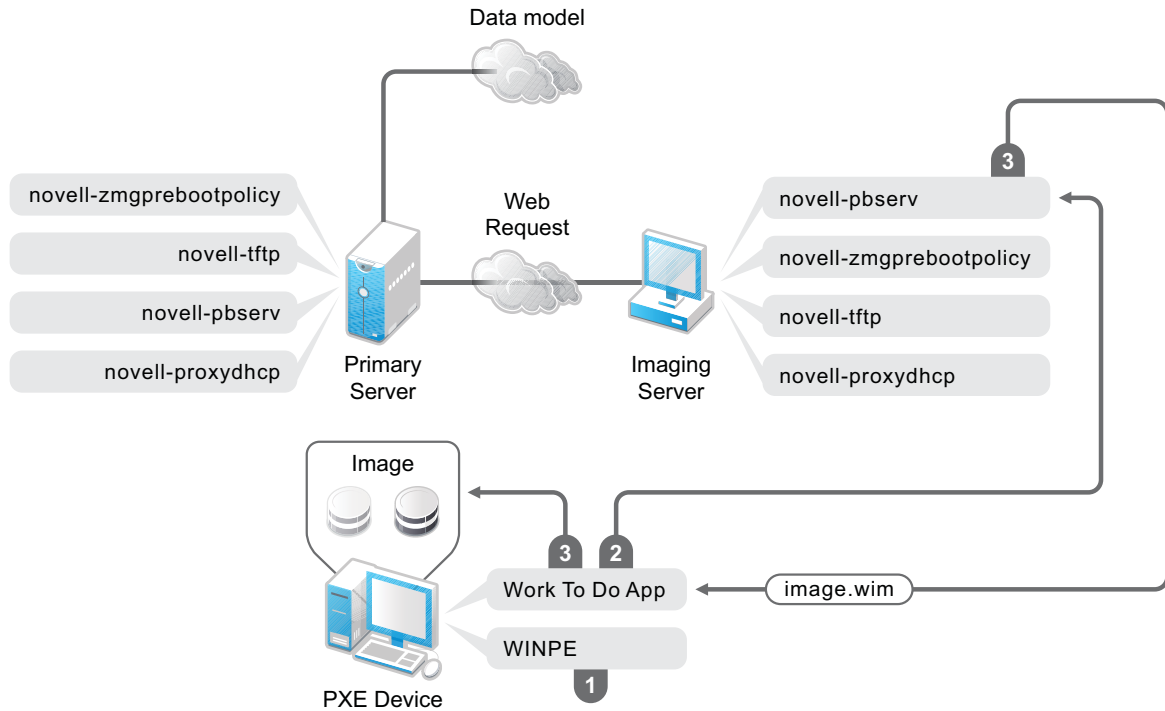 Data model
3
novell-zmgprebootpolicy
novell-tftp
novell-pbserv
novell-proxydhcp
Web
Request
novell-pbserv
novell-zmgprebootpolicy
novell-tftp
novell-proxydhcp
Primary
Server
Imaging
Server
Image
3
2
Work To Do App
image.wim
WINPE
1
PXE Device